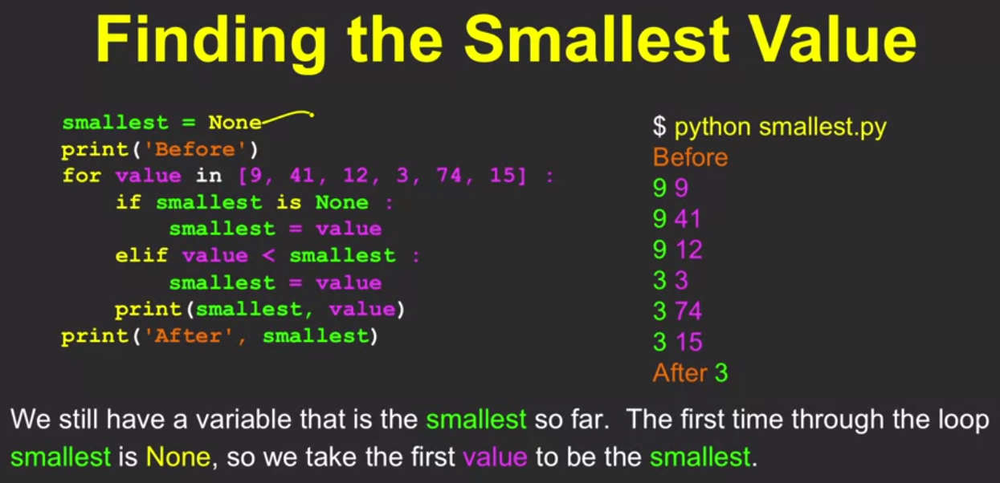 Finding the Smallest Value
smallest = None
print('Before')
for value in [9, 41, 12, 3, 74, 15] :
    if smallest is None :
        smallest = value
    elif value < smallest :
        smallest = value
    print(smallest, value)
print('After', smallest)
$ python smallest.py
Before
9 9
9 41
9 12
3 3
3 74
3 15
After 3
We still have a variable that is the smallest so far.  The first time through the loop
smallest is None, so we take the first value to be the smallest.